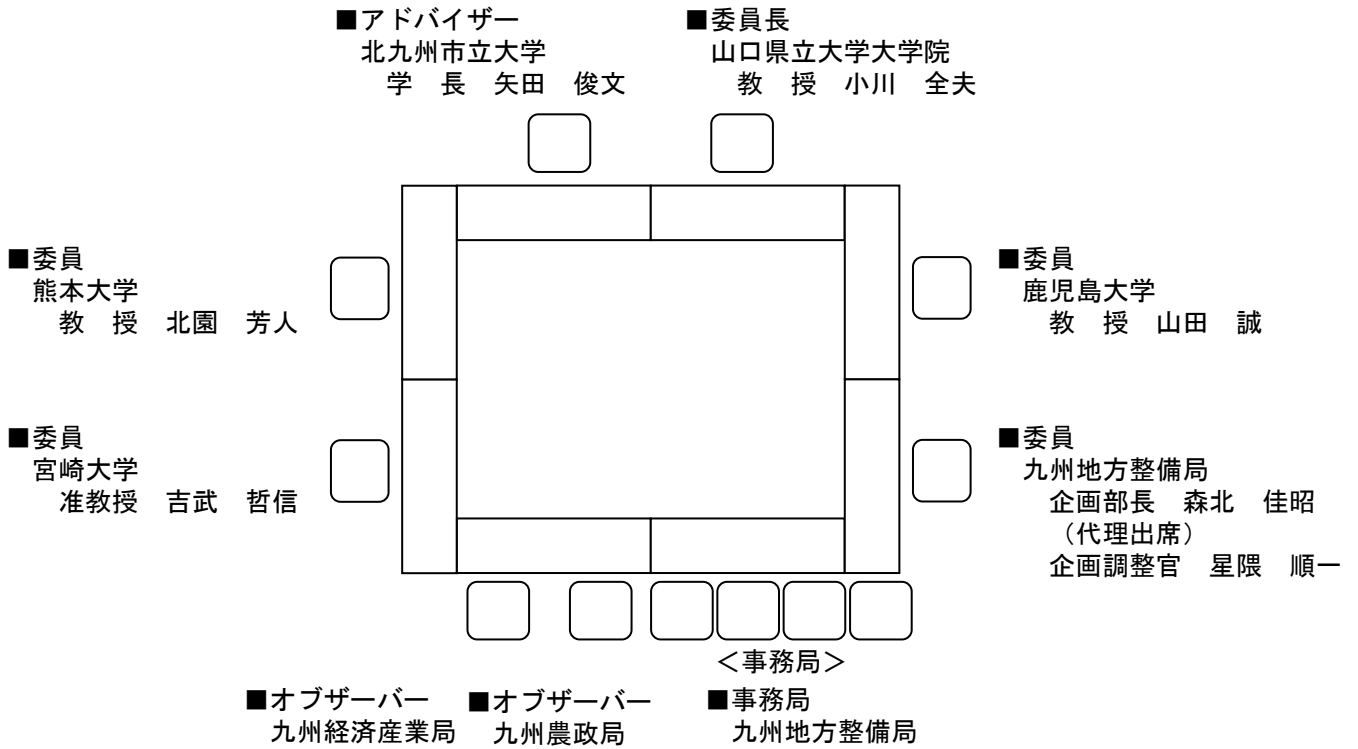 ■アドバイザー
北九州市立大学
学　長　矢田　俊文
■委員長
山口県立大学大学院
教　授　小川　全夫
■委員
熊本大学
教　授　北園　芳人
■委員
鹿児島大学
教　授　山田　誠
■委員
宮崎大学
准教授　吉武　哲信
■委員
九州地方整備局
企画部長　森北　佳昭
（代理出席）
企画調整官　星隈　順一
＜事務局＞
■オブザーバー
九州経済産業局
■オブザーバー
九州農政局
■事務局
九州地方整備局